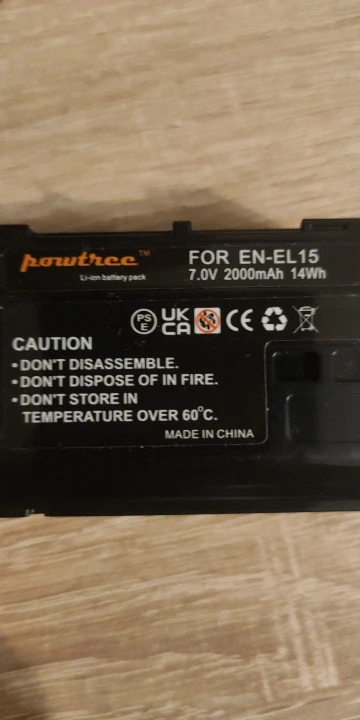 powtree™
Li-ion battery pack
FOR EN-EL15
7.0V 2000mAh 14Wh
PS
E
UK
CA
CE
CAUTION
•DON'T DISASSEMBLE.
•DON'T DISPOSE OF IN FIRE.
•DON'T STORE IN
TEMPERATURE OVER 60°C.
MADE IN CHINA